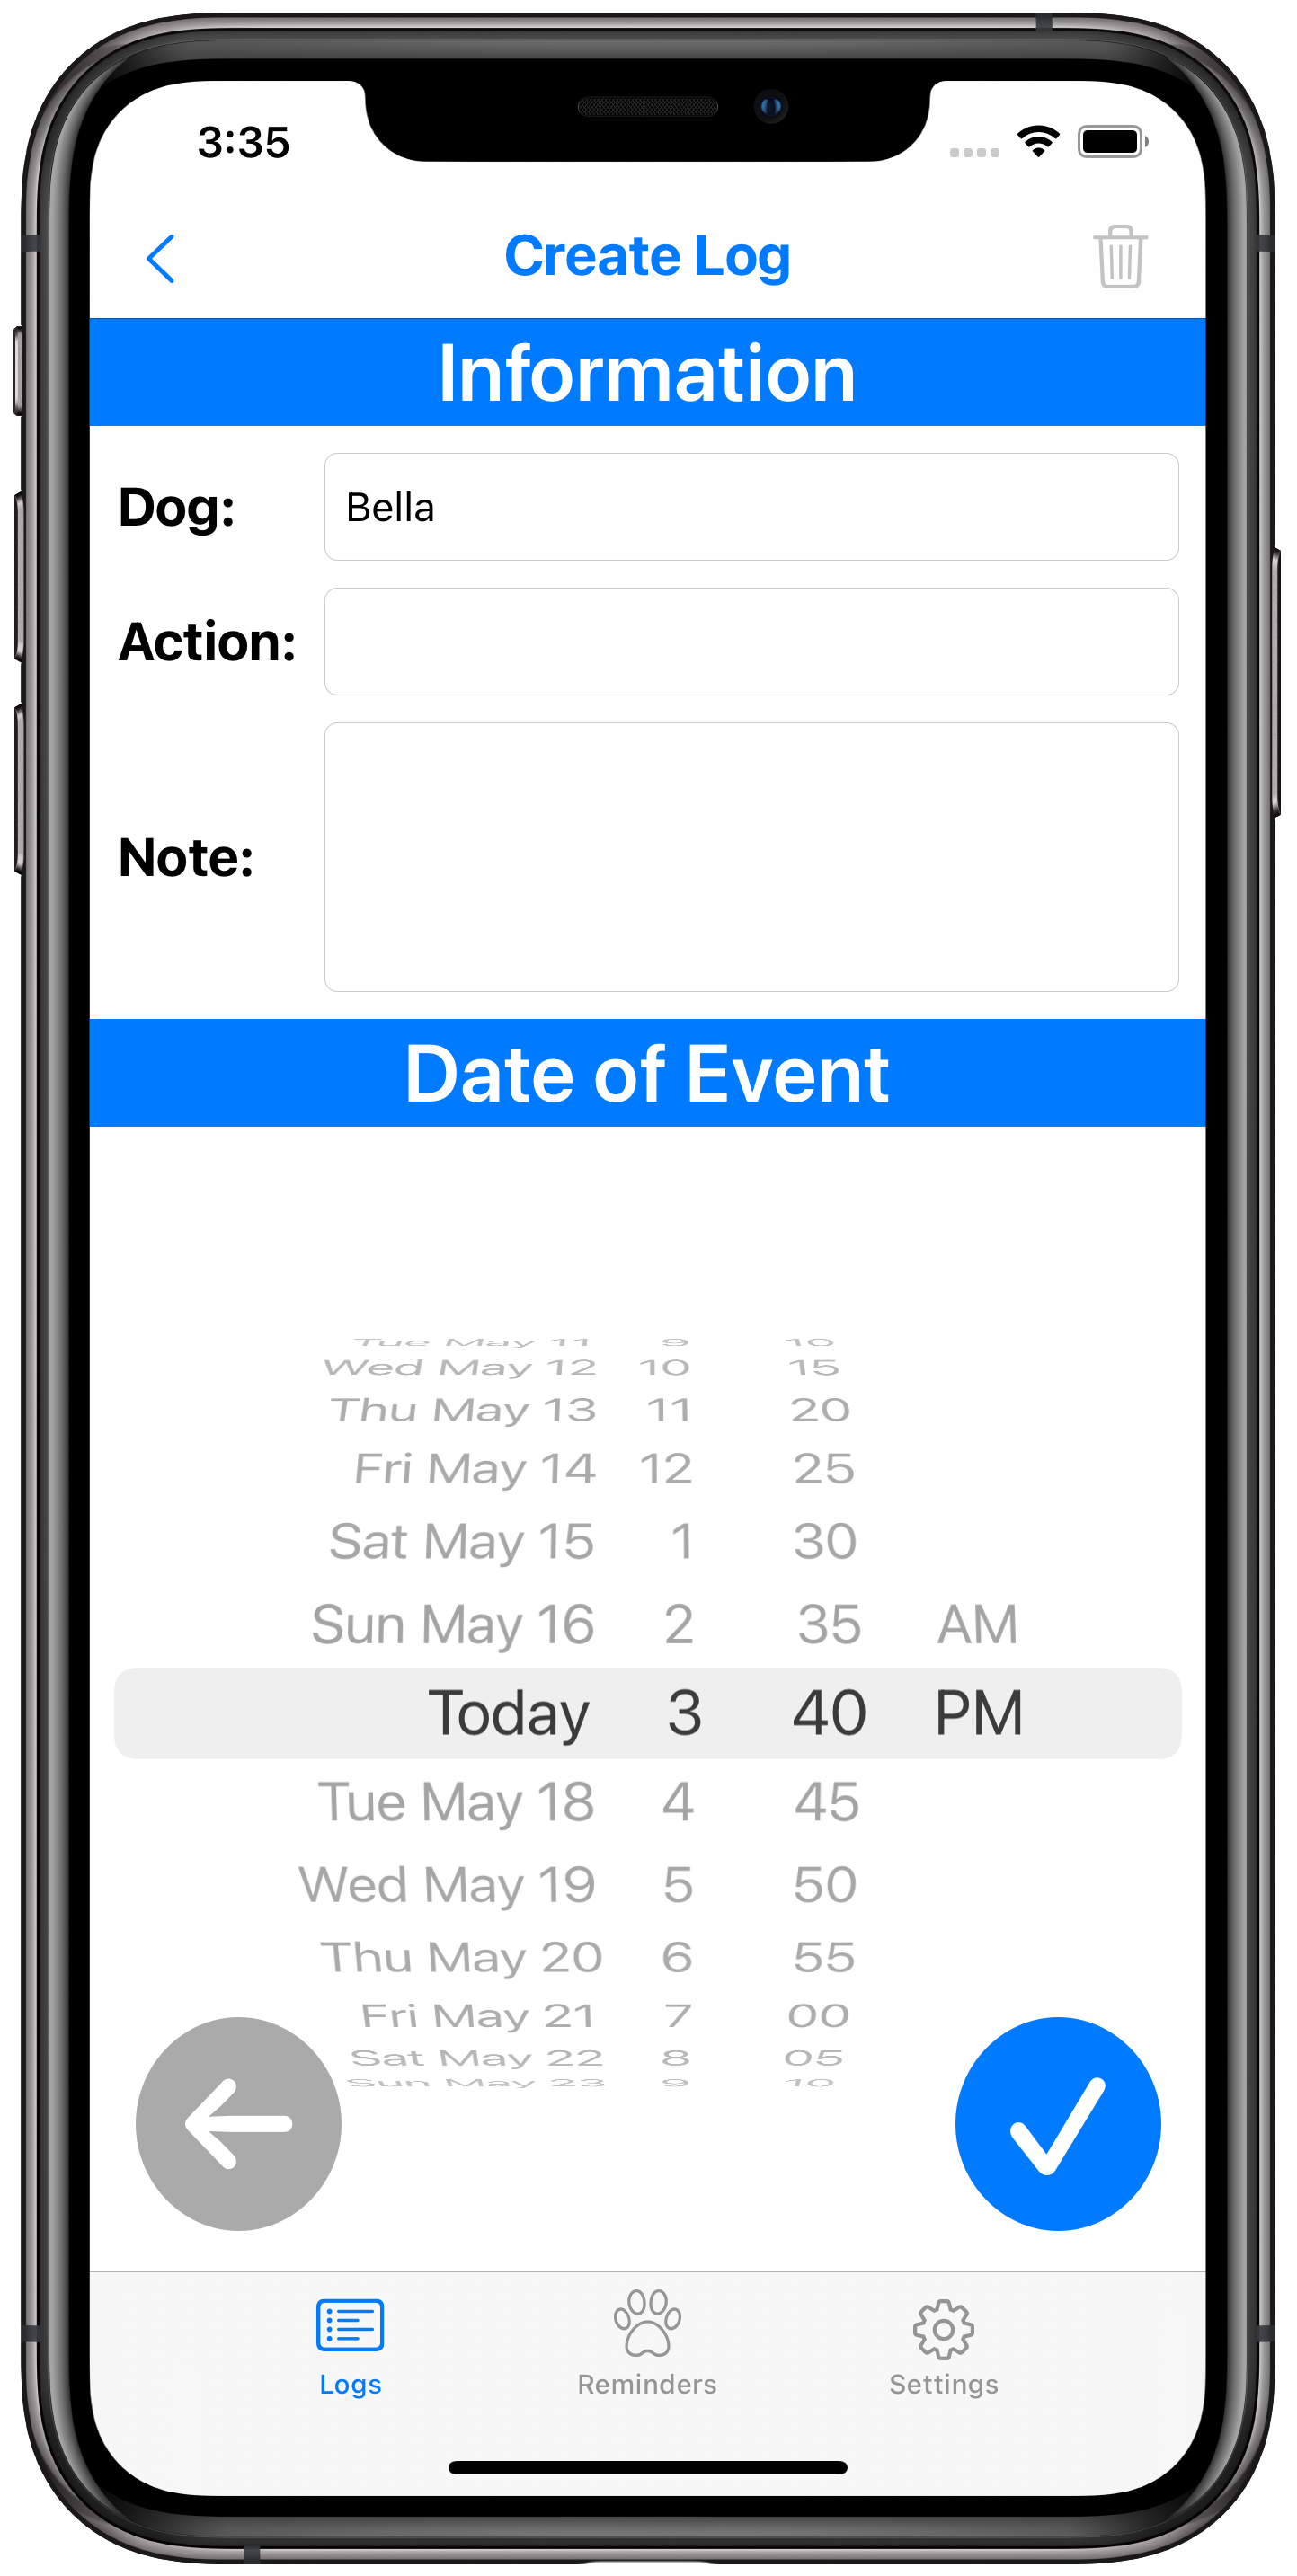 3:35
Create Log
Information
Dog: Bella
Action:
Note:
Date of Event
Tue May 11 9 10
Wed May 12 10 15
Thu May 13 11 20
Fri May 14 12 25
Sat May 15 1 30
Sun May 16 2 35 AM
Today 3 40 PM
Tue May 18 4 45
Wed May 19 5 50
Thu May 20 6 55
Fri May 21 7 00
Sat May 22 8 05
Sun May 23 9 10
Logs Reminders Settings